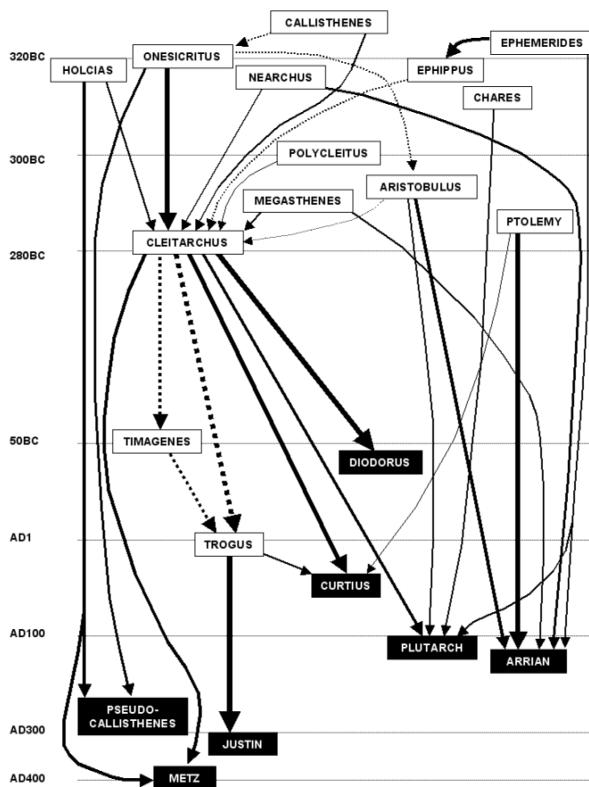 CALLISTHENES
EPHEMERIDES
ONESICRITUS
320BC
HOLCIAS
NEARCHUS
EPHIPPUS
CHARES
POLYCLEITUS
300BC
ARISTOBULUS
MEGASTHENES
PTOLEMY
CLEITARCHUS
280BC
TIMAGENES
50BC
DIODORUS
TROGUS
AD1
CURTIUS
AD100
PLUTARCH
ARRIAN
PSEUDO-
CALLISTHENES
AD300
JUSTIN
METZ
AD400